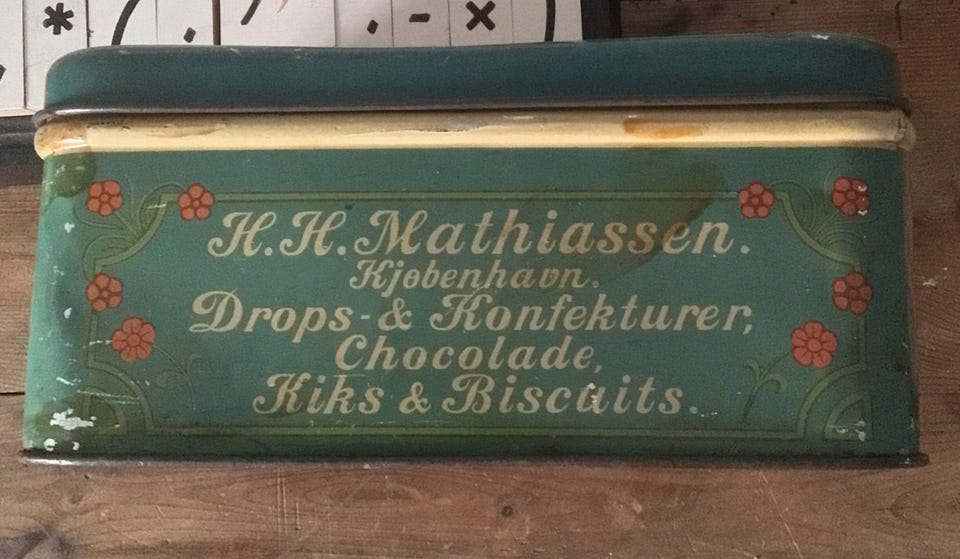 * ( . , . - ×
H.H. Mathiassen.
Kjøbenhavn.
Drops- & Konfekturer,
Chocolade,
Kiks & Biscuits.